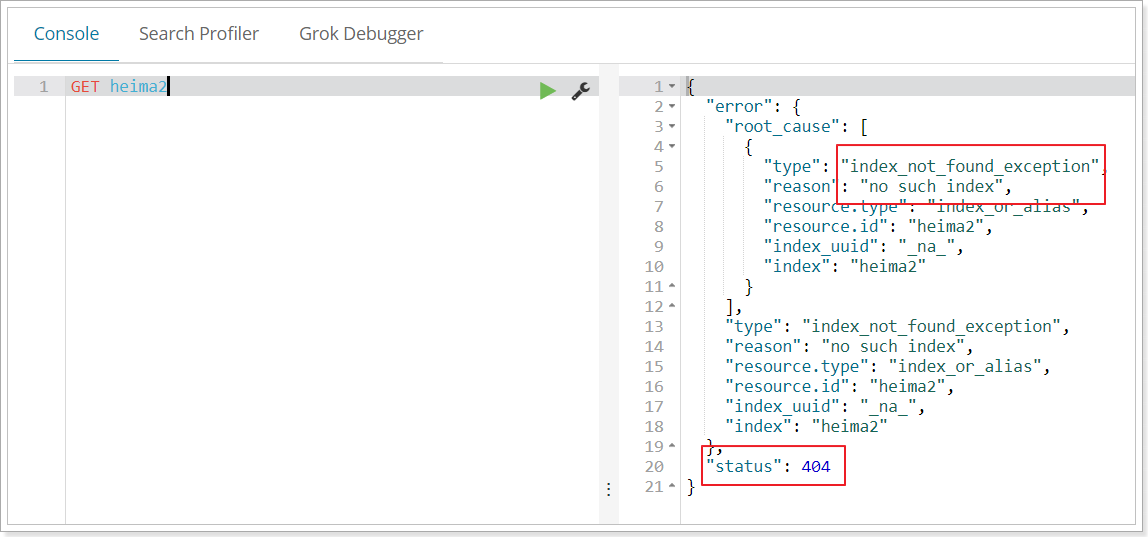 Console Search Profiler Grok Debugger
1 GET heima2
1 {
2 "error": {
3 "root_cause": [
4 {
5 "type": "index_not_found_exception",
6 "reason": "no such index",
7 "resource.type": "index_or_alias",
8 "resource.id": "heima2",
9 "index_uuid": "_na_",
10 "index": "heima2"
11 }
12 ],
13 "type": "index_not_found_exception",
14 "reason": "no such index",
15 "resource.type": "index_or_alias",
16 "resource.id": "heima2",
17 "index_uuid": "_na_",
18 "index": "heima2"
19 },
20 "status": 404
21 }